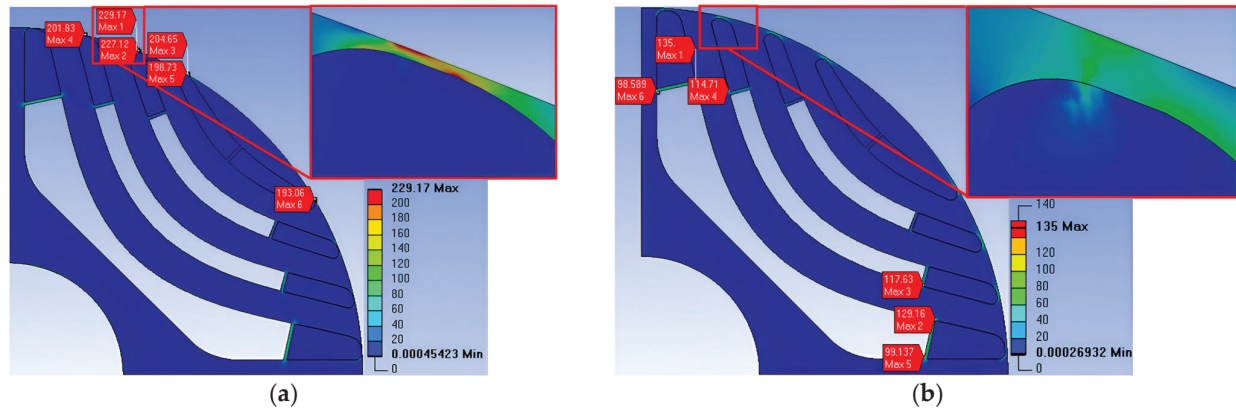 201.83
Max 4
229.17
Max 1
227.12
Max 2
204.65
Max 3
198.73
Max 5
193.06
Max 6
229.17 Max
200
180
160
140
120
100
80
60
40
20
0.00045423 Min
0
(a)
135.
Max 1
98.589
Max 6
114.71
Max 4
117.63
Max 3
129.16
Max 2
99.137
Max 5
140
135 Max
120
100
80
60
40
20
0.00026932 Min
0
(b)